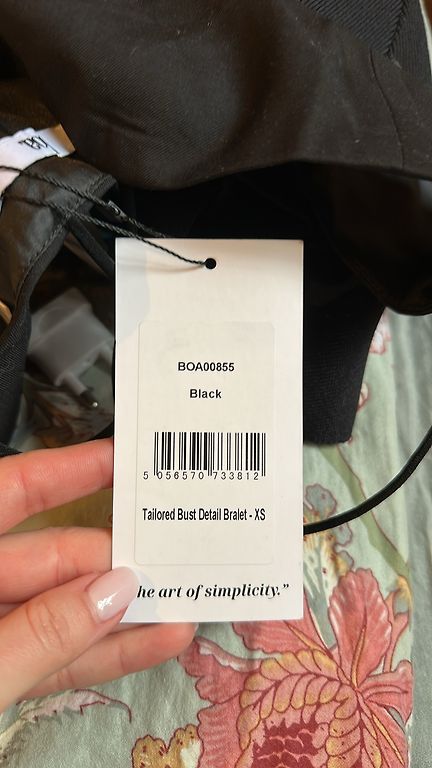 BOA00855
Black
5 056570 733812
Tailored Bust Detail Bralet - XS
he art of simplicity.”